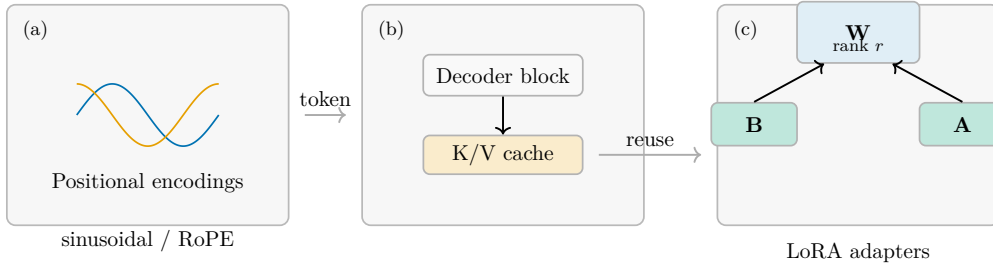 (a)
Positional encodings
sinusoidal / RoPE
token
(b)
Decoder block
K/V cache
reuse
(c)
W
rank r
B
A
LoRA adapters